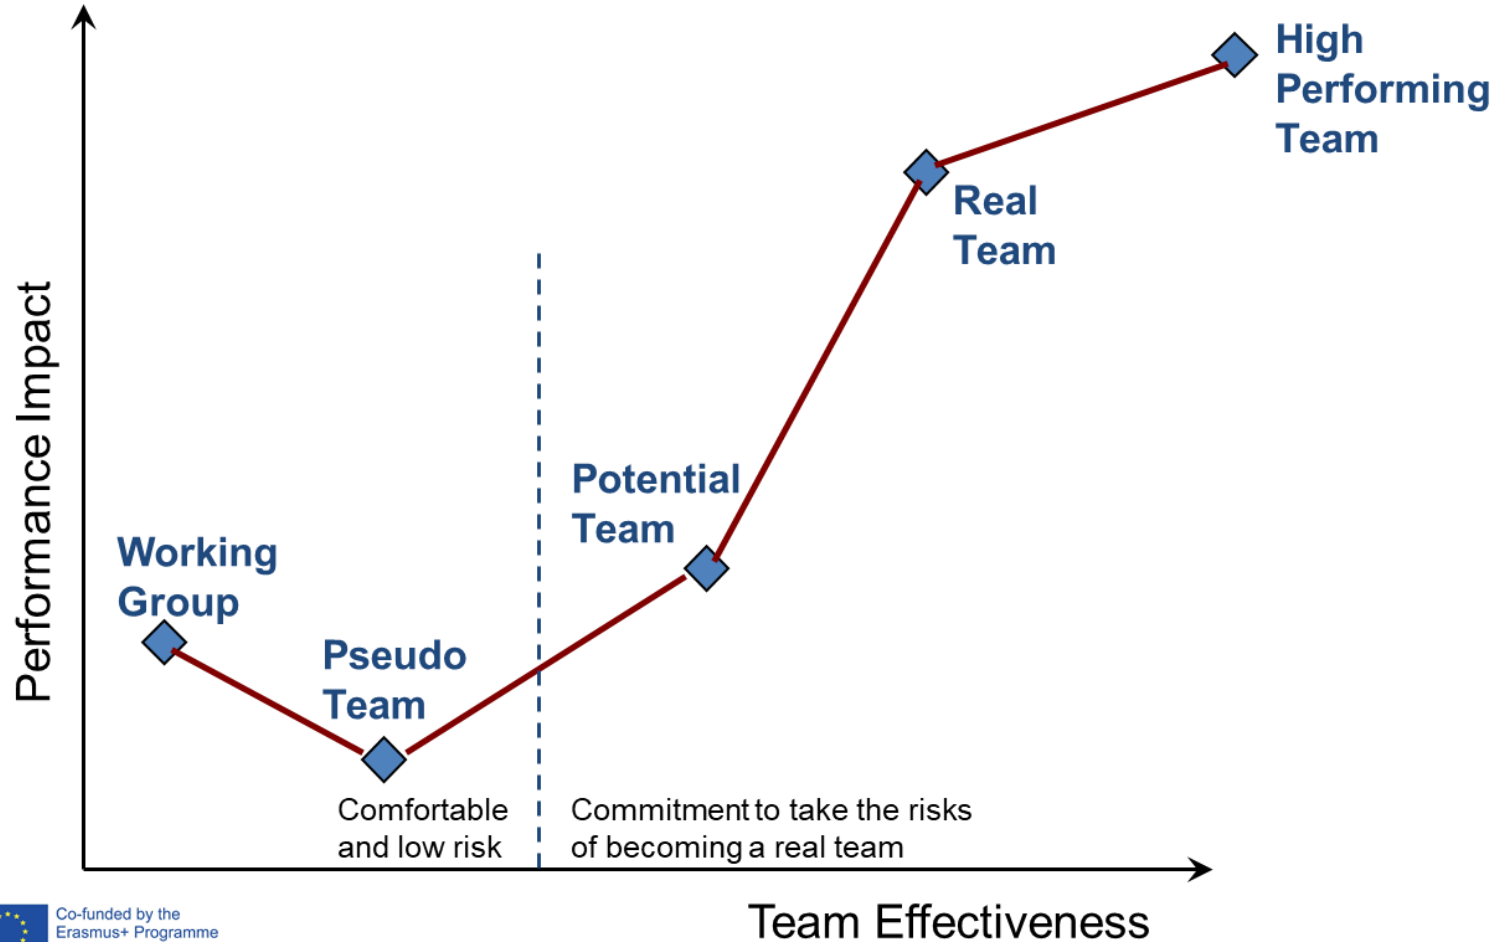 High
Performing
Team
Real
Team
Performance Impact
Potential
Team
Working
Group
Pseudo
Team
Comfortable
and low risk
Commitment to take the risks
of becoming a real team
Team Effectiveness
Co-funded by the
Erasmus+ Programme